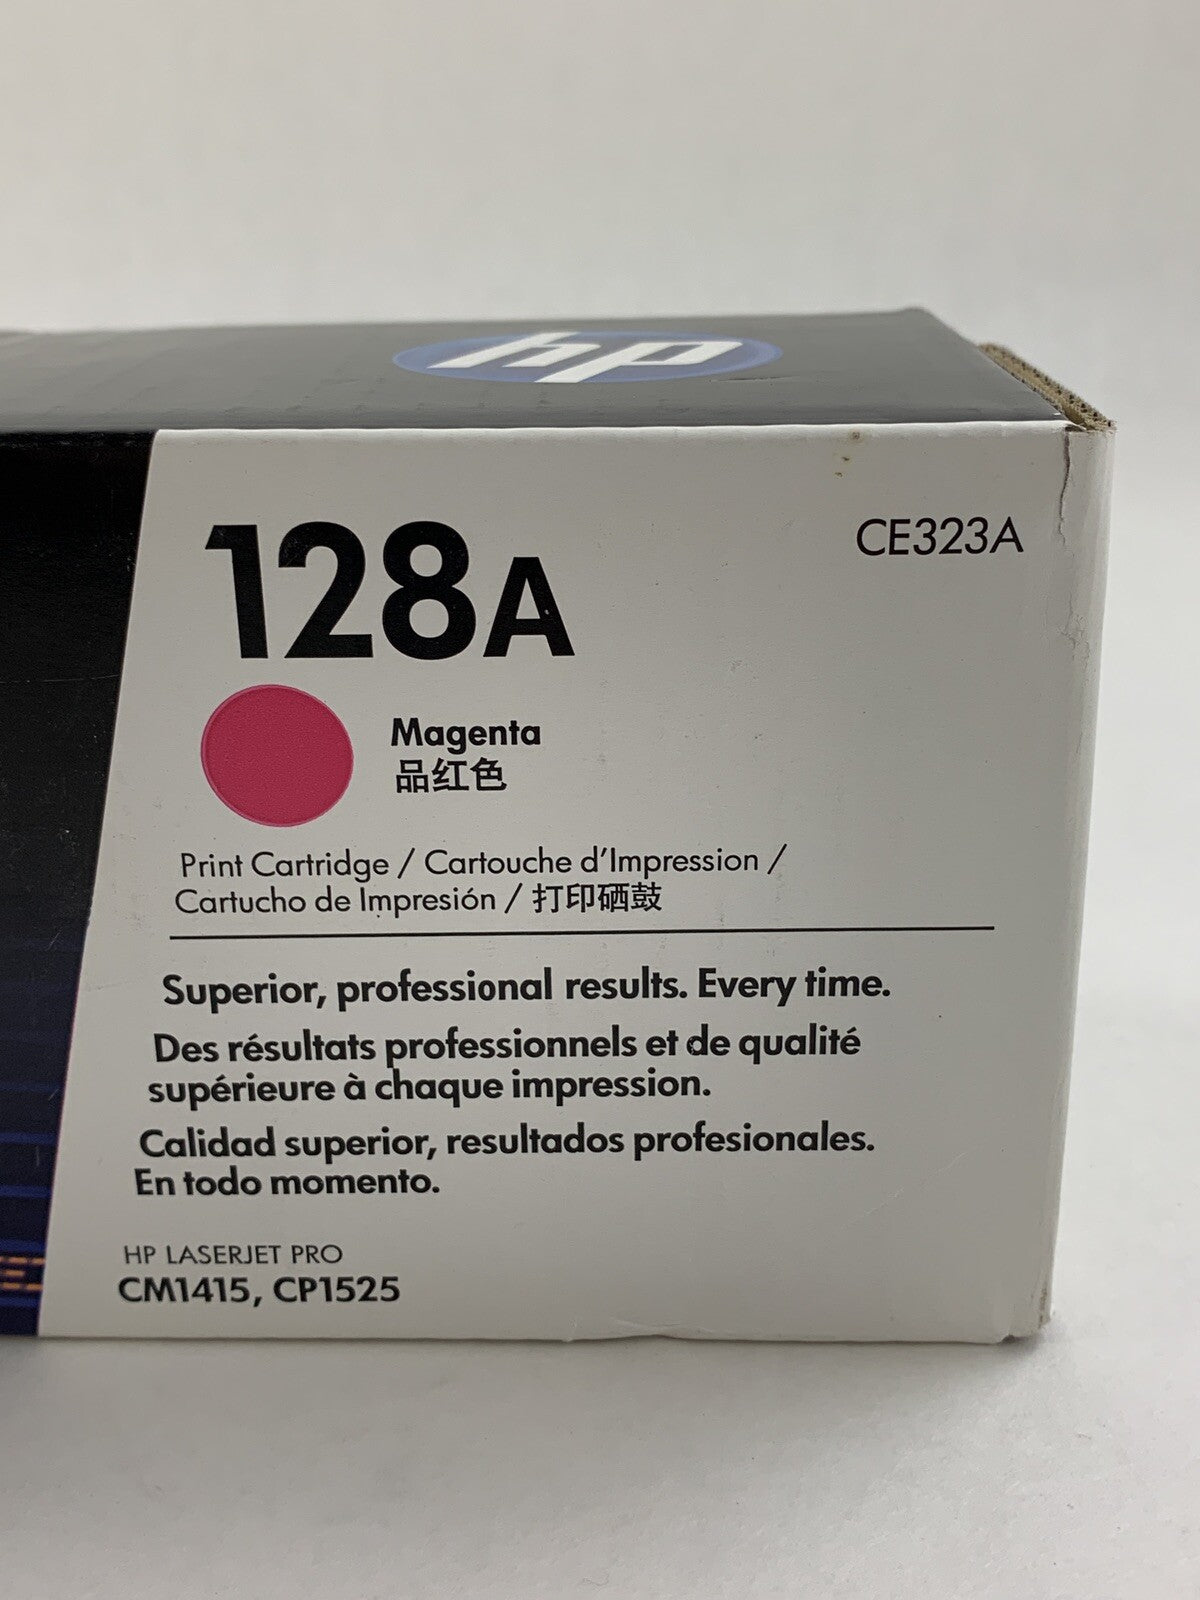 hp
128A
CE323A
Magenta
品红色
Print Cartridge / Cartouche d'Impression /
Cartucho de Impresión / 打印硒鼓
Superior, professional results. Every time.
Des résultats professionnels et de qualité
supérieure à chaque impression.
Calidad superior, resultados profesionales.
En todo momento.
HP LASERJET PRO
CM1415, CP1525